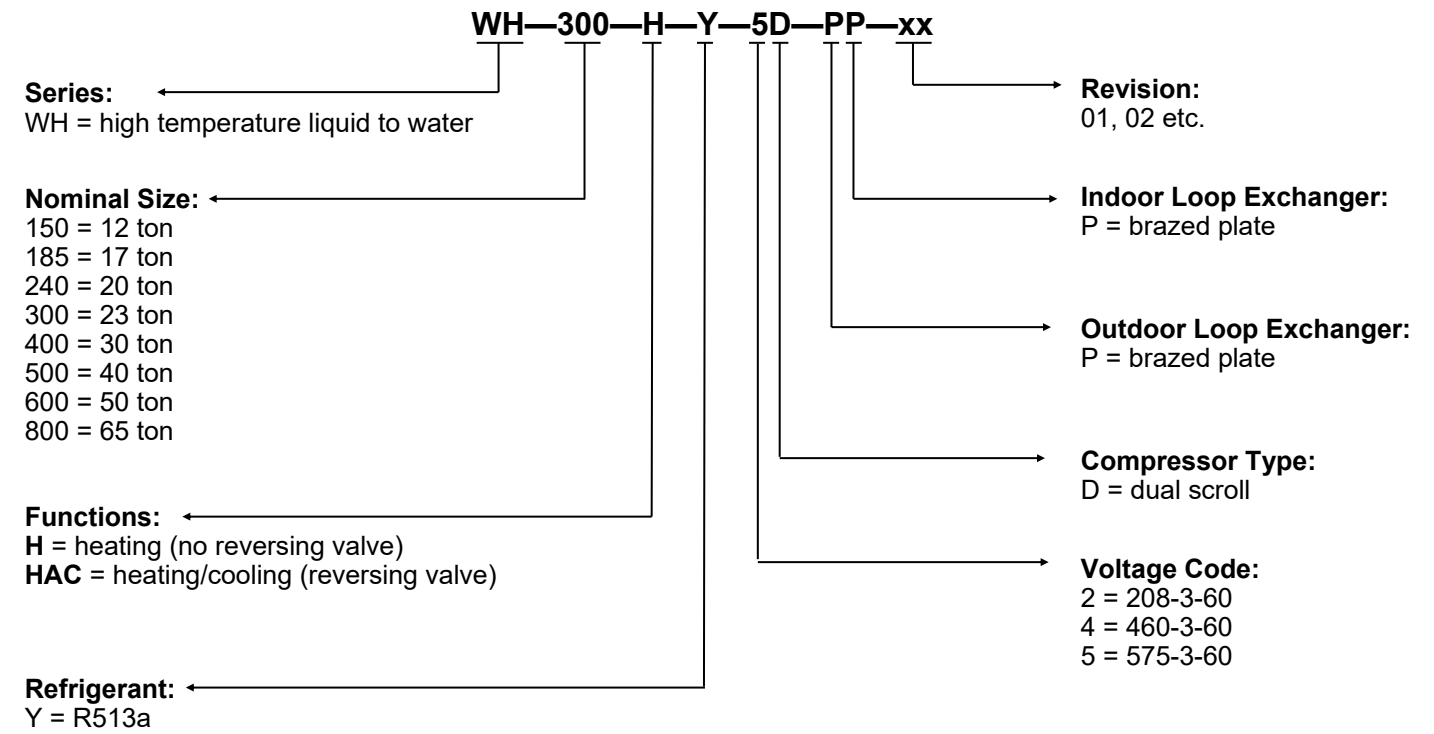 WH—300—H—Y—5D—PP—xx
Series:
WH = high temperature liquid to water
Nominal Size:
150 = 12 ton
185 = 17 ton
240 = 20 ton
300 = 23 ton
400 = 30 ton
500 = 40 ton
600 = 50 ton
800 = 65 ton
Functions:
H = heating (no reversing valve)
HAC = heating/cooling (reversing valve)
Refrigerant:
Y = R513a
Revision:
01, 02 etc.
Indoor Loop Exchanger:
P = brazed plate
Outdoor Loop Exchanger:
P = brazed plate
Compressor Type:
D = dual scroll
Voltage Code:
2 = 208-3-60
4 = 460-3-60
5 = 575-3-60